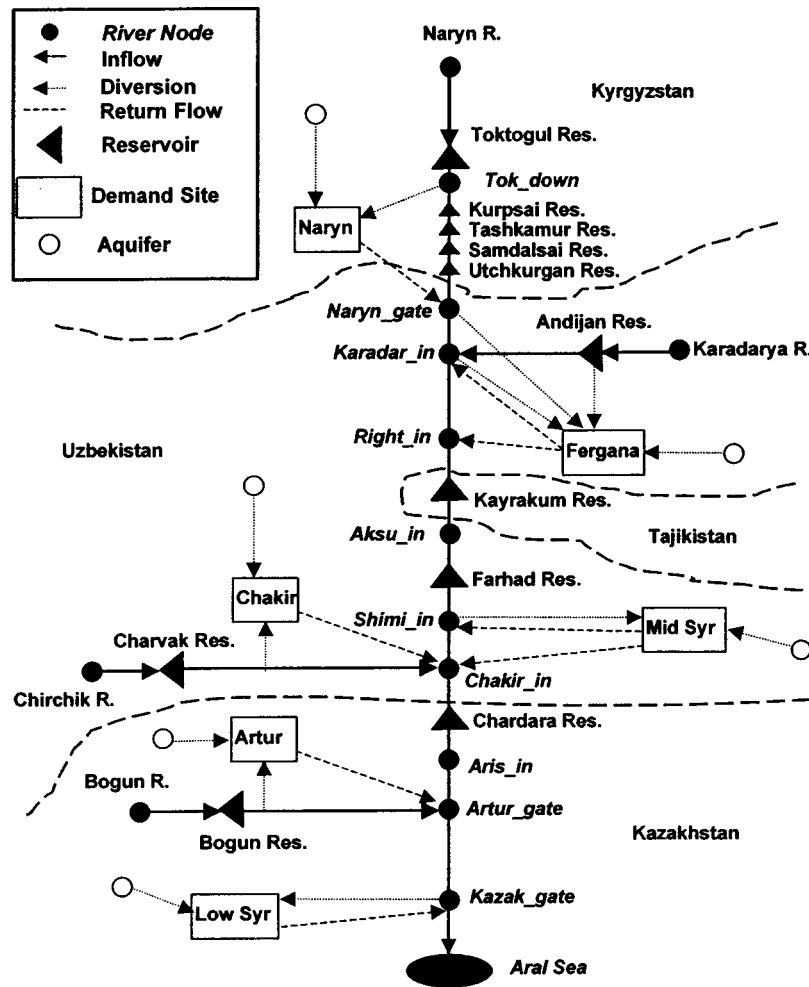 River Node
Inflow
Diversion
Return Flow
Reservoir
Demand Site
Aquifer
Naryn R.
Kyrgyzstan
Toktogul Res.
Tok_down
Naryn
Kurpsai Res.
Tashkamur Res.
Samdalsai Res.
Utchkurgan Res.
Naryn_gate
Andijan Res.
Karadar_in
Karadarya R.
Right_in
Fergana
Uzbekistan
Kayrakum Res.
Aksu_in
Tajikistan
Farhad Res.
Chakir
Shimi_in
Mid Syr
Charvak Res.
Chirchik R.
Chakir_in
Chardara Res.
Artur
Aris_in
Bogun R.
Artur_gate
Bogun Res.
Kazakhstan
Kazak_gate
Low Syr
Aral Sea